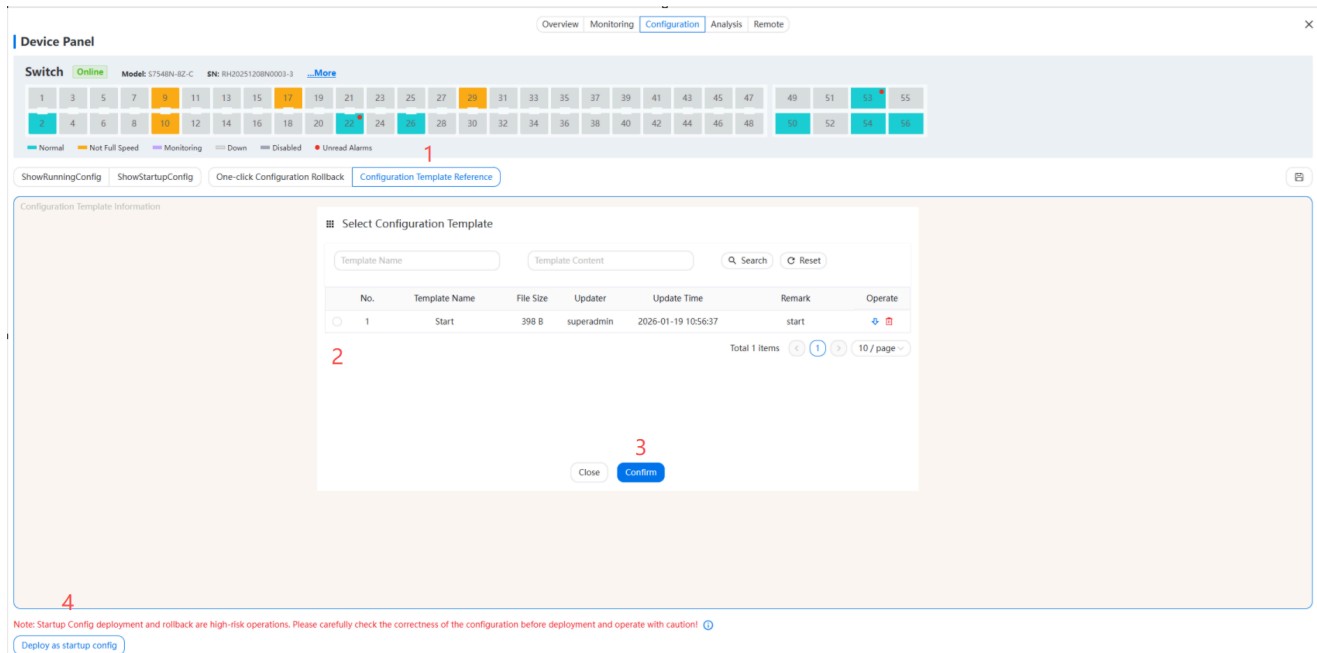 Overview Monitoring Configuration Analysis Remote
Device Panel
Switch Online Model: S7548N-8Z-C SN: RH20251208N0003-3 ...More
1 3 5 7 9 11 13 15 17 19 21 23 25 27 29 31 33 35 37 39 41 43 45 47 49 51 53 55
2 4 6 8 10 12 14 16 18 20 22 24 26 28 30 32 34 36 38 40 42 44 46 48 50 52 54 56
Normal Not Full Speed Monitoring Down Disabled Unread Alarms
1
ShowRunningConfig ShowStartupConfig One-click Configuration Rollback Configuration Template Reference
Configuration Template Information
Select Configuration Template
Template Name Template Content Search Reset
No. Template Name File Size Updater Update Time Remark Operate
1 Start 398 B superadmin 2026-01-19 10:56:37 start
2
Total 1 items 1 10 / page
3
Close Confirm
4
Note: Startup Config deployment and rollback are high-risk operations. Please carefully check the correctness of the configuration before deployment and operate with caution!
Deploy as startup config